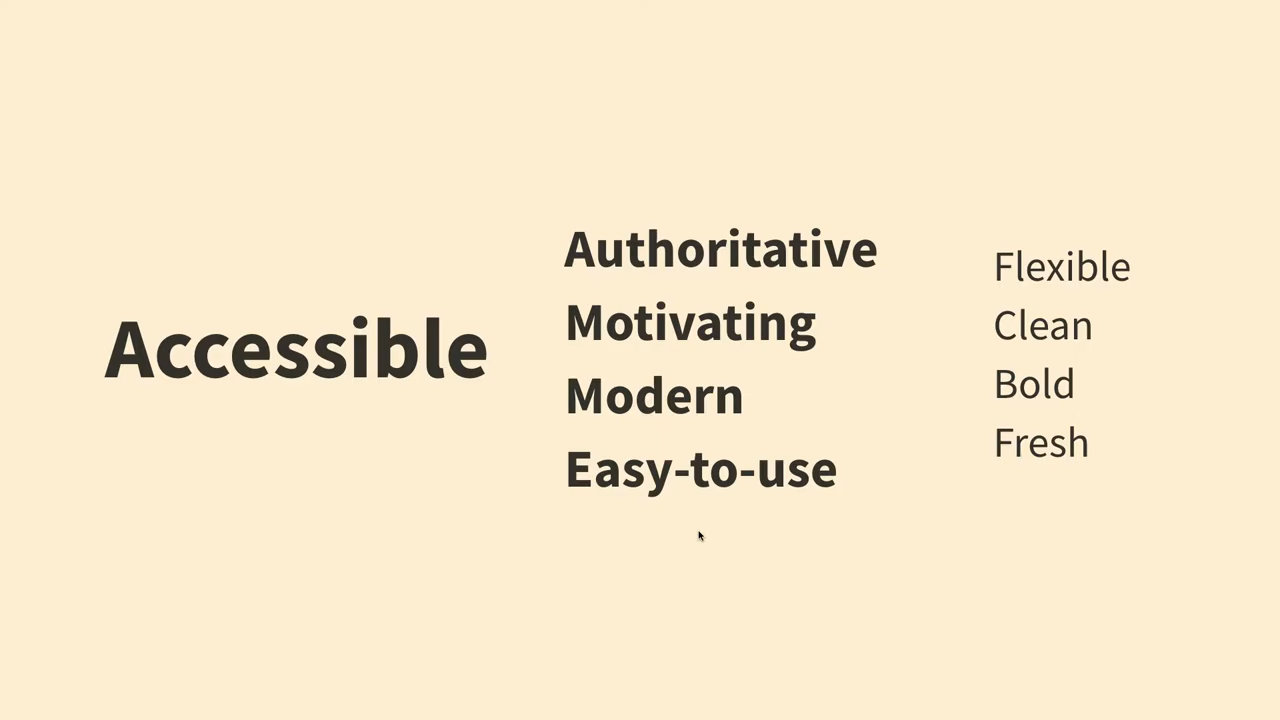 Accessible
Authoritative
Motivating
Modern
Easy-to-use
Flexible
Clean
Bold
Fresh